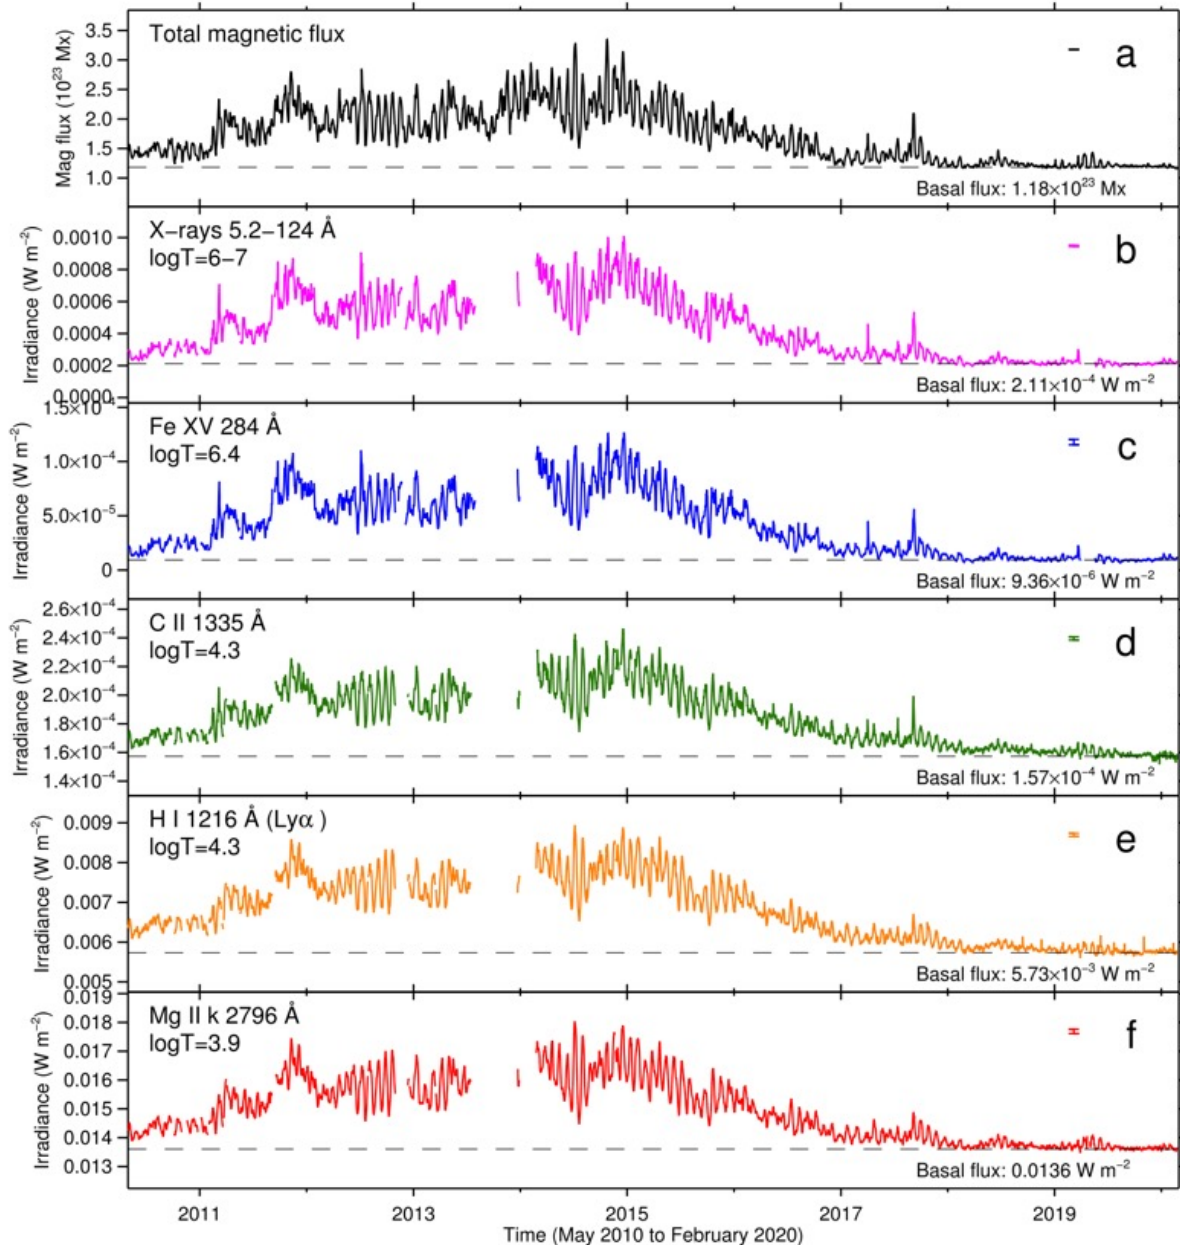 Total magnetic flux
a
Mag flux (10²³ Mx)
3.5
3.0
2.5
2.0
1.5
1.0
Basal flux: 1.18×10²³ Mx
X−rays 5.2−124 Å
logT=6−7
b
Irradiance (W m⁻²)
0.0010
0.0008
0.0006
0.0004
0.0002
0.0000
Basal flux: 2.11×10⁻⁴ W m⁻²
Fe XV 284 Å
logT=6.4
c
Irradiance (W m⁻²)
1.5×10⁻⁴
1.0×10⁻⁴
5.0×10⁻⁵
0
Basal flux: 9.36×10⁻⁶ W m⁻²
C II 1335 Å
logT=4.3
d
Irradiance (W m⁻²)
2.6×10⁻⁴
2.4×10⁻⁴
2.2×10⁻⁴
2.0×10⁻⁴
1.8×10⁻⁴
1.6×10⁻⁴
1.4×10⁻⁴
Basal flux: 1.57×10⁻⁴ W m⁻²
H I 1216 Å (Lyα )
logT=4.3
e
Irradiance (W m⁻²)
0.009
0.008
0.007
0.006
0.005
Basal flux: 5.73×10⁻³ W m⁻²
Mg II k 2796 Å
logT=3.9
f
Irradiance (W m⁻²)
0.019
0.018
0.017
0.016
0.015
0.014
0.013
Basal flux: 0.0136 W m⁻²
2011 2013 2015 2017 2019
Time (May 2010 to February 2020)